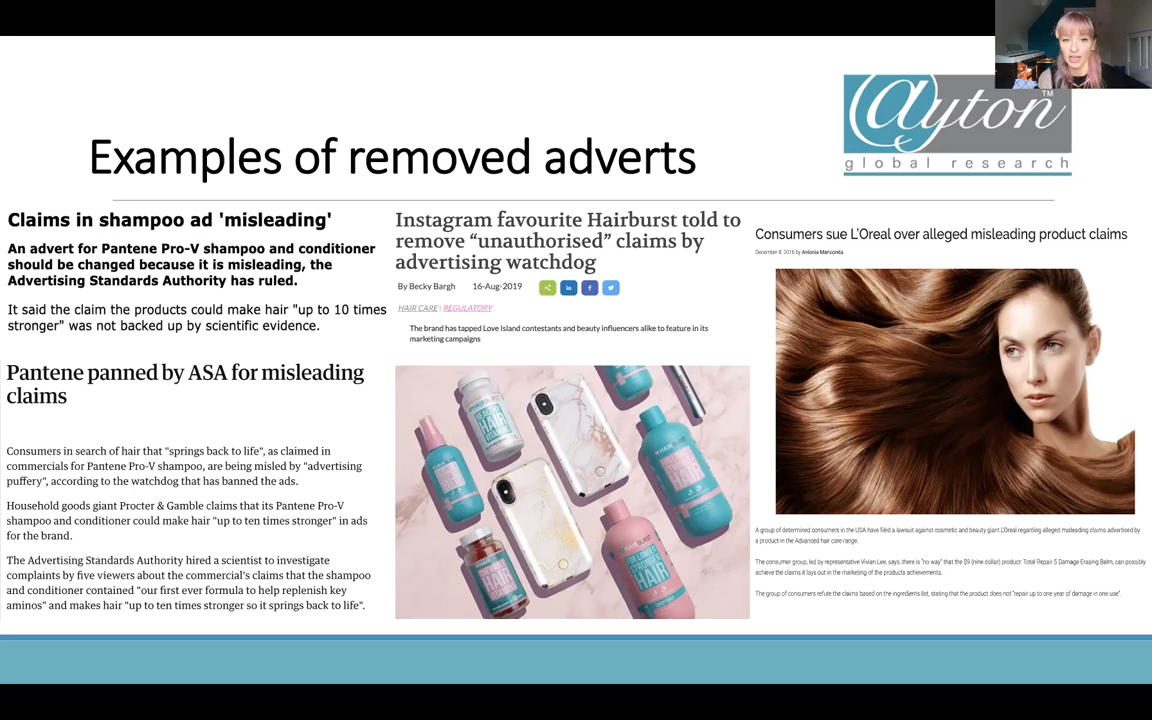 Examples of removed adverts
@yton™
global research
Claims in shampoo ad 'misleading'
An advert for Pantene Pro-V shampoo and conditioner
should be changed because it is misleading, the
Advertising Standards Authority has ruled.
It said the claim the products could make hair "up to 10 times
stronger" was not backed up by scientific evidence.
Pantene panned by ASA for misleading
claims
Consumers in search of hair that "springs back to life", as claimed in
commercials for Pantene Pro-V shampoo, are being misled by "advertising
puffery", according to the watchdog that has banned the ads.
Household goods giant Procter & Gamble claims that its Pantene Pro-V
shampoo and conditioner could make hair "up to ten times stronger" in ads
for the brand.
The Advertising Standards Authority hired a scientist to investigate
complaints by five viewers about the commercial's claims that the shampoo
and conditioner contained "our first ever formula to help replenish key
aminos" and makes hair "up to ten times stronger so it springs back to life".
Instagram favourite Hairburst told to
remove "unauthorised" claims by
advertising watchdog
By Becky Bargh 16-Aug-2019
HAIR CARE | REGULATORY
The brand has tapped Love Island contestants and beauty influencers alike to feature in its
marketing campaigns
HAIRBURST
HEALTHY
HAIR
VITAMINS
HAIRBURST
HAIRBURST
HAIRBURST
FOR LONGER
STRONGER
HAIR
Consumers sue L'Oreal over alleged misleading product claims
December 8, 2016 by Antonia Mariconda
A group of determined consumers in the USA have filed a lawsuit against cosmetic and beauty giant L'Oreal regarding alleged misleading claims advertised by
a product in the Advanced hair care range.
The consumer group, led by representative Vivian Lee, says, there is "no way" that the $9 (nine dollar) product: Total Repair 5 Damage Erasing Balm, can possibly
achieve the claims it lays out in the marketing of the products achievements.
The group of consumers refute the claims based on the ingredients list, stating that the product does not "repair up to one year of damage in one use".